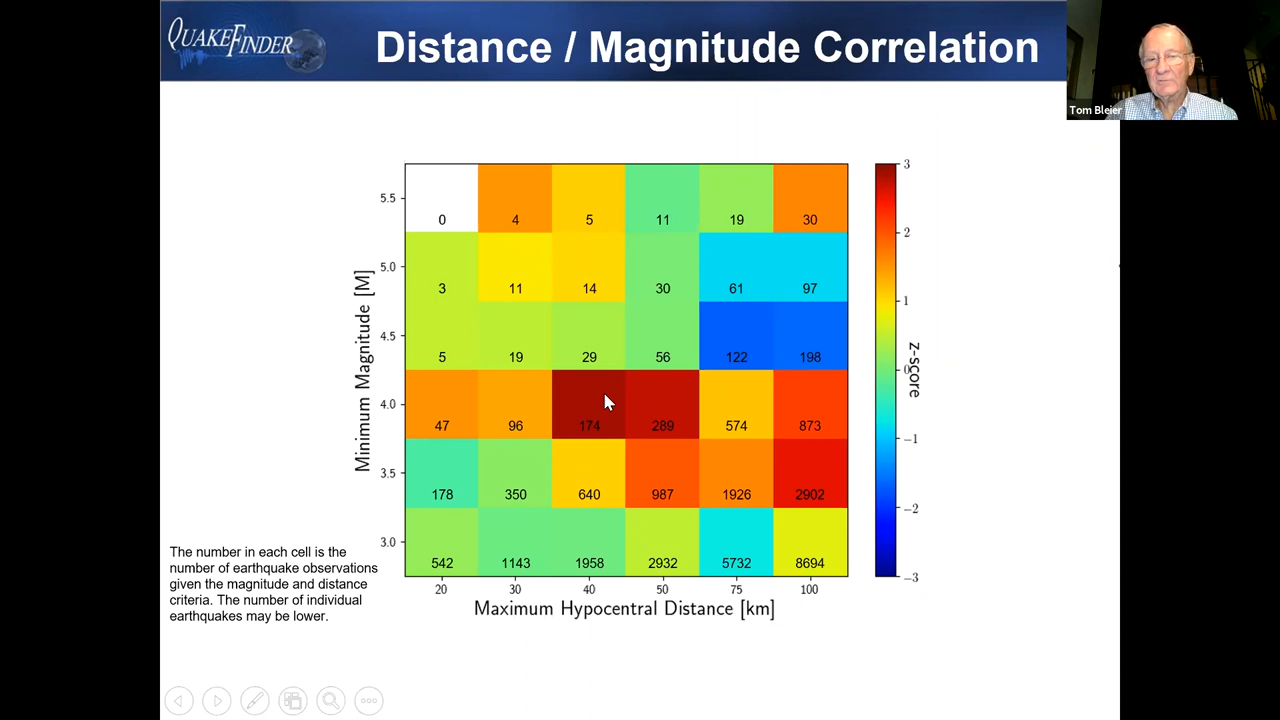 QUAKEFINDER
Distance / Magnitude Correlation
Tom Bleier
Minimum Magnitude [M]
5.5
0 4 5 11 19 30
5.0
3 11 14 30 61 97
4.5
5 19 29 56 122 198
4.0
47 96 174 289 574 873
3.5
178 350 640 987 1926 2902
3.0
542 1143 1958 2932 5732 8694
20 30 40 50 75 100
Maximum Hypocentral Distance [km]
3
2
1
0
−1
−2
−3
z-score
The number in each cell is the
number of earthquake observations
given the magnitude and distance
criteria. The number of individual
earthquakes may be lower.